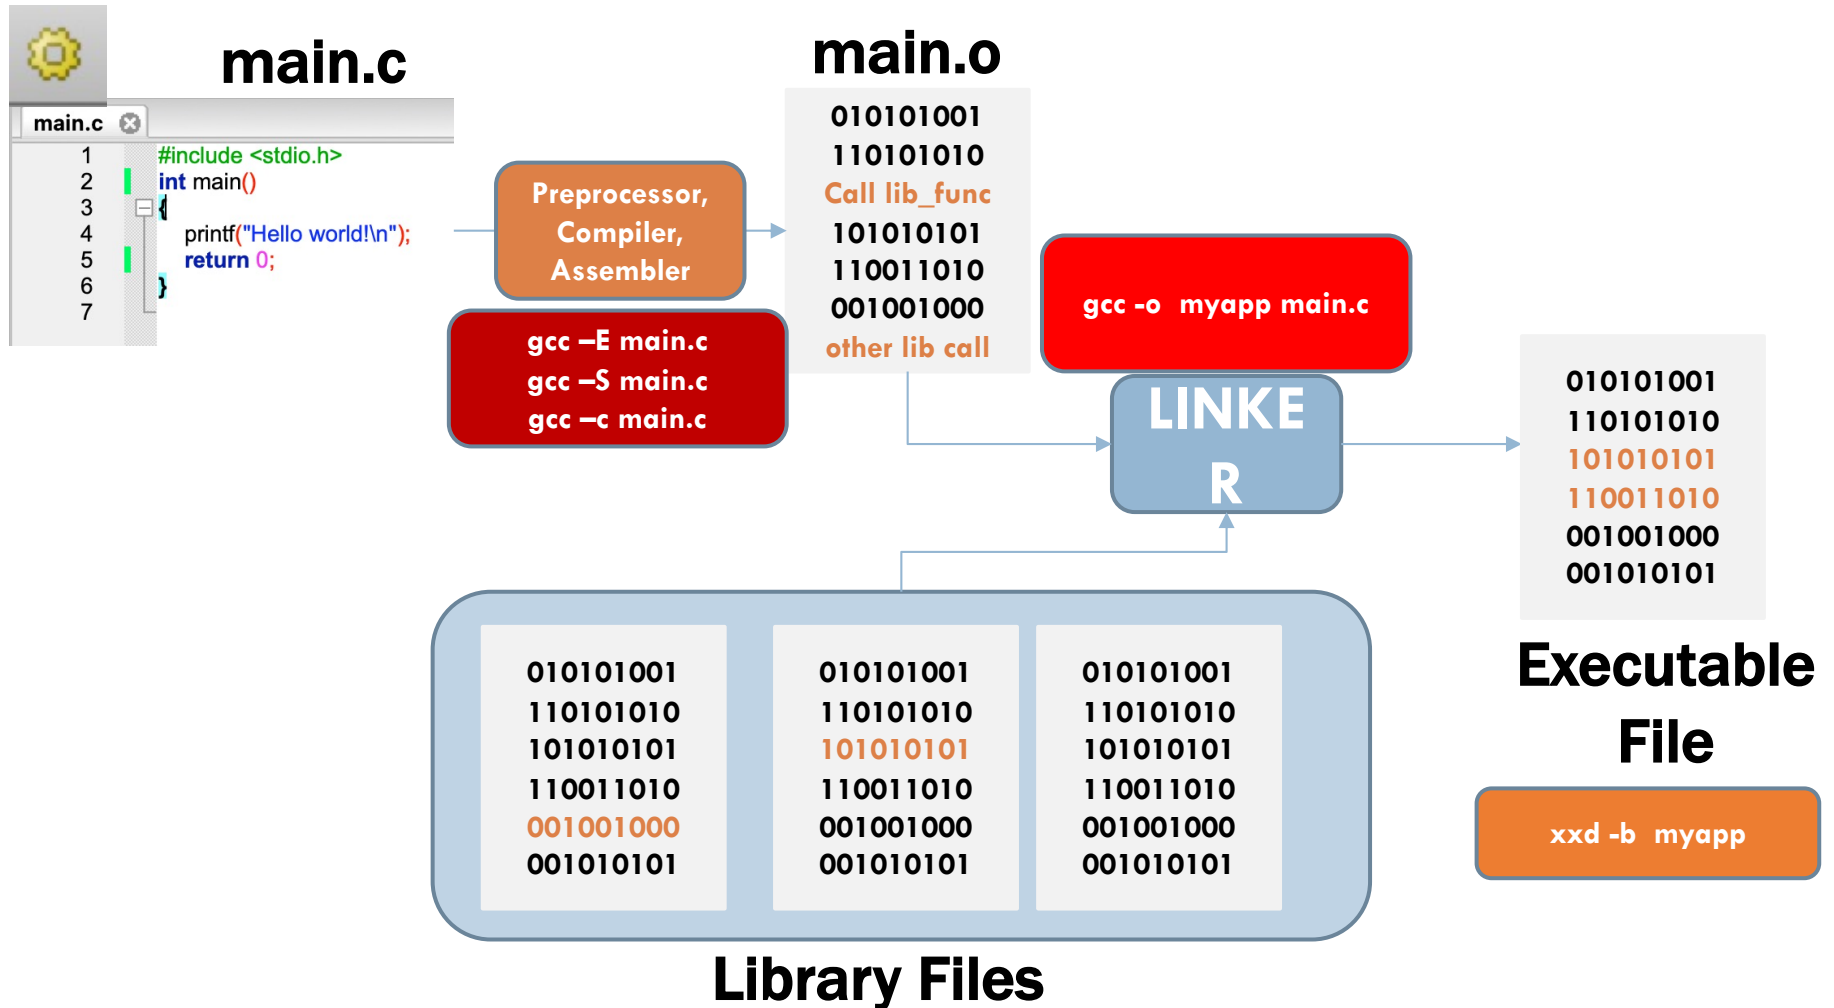 main.c
main.c
1 #include <stdio.h>
2 int main()
3 {
4 printf("Hello world!\n");
5 return 0;
6 }
7
Preprocessor,
Compiler,
Assembler
gcc –E main.c
gcc –S main.c
gcc –c main.c
main.o
010101001
110101010
Call lib_func
101010101
110011010
001001000
other lib call
gcc -o  myapp main.c
LINKE
R
010101001
110101010
101010101
110011010
001001000
001010101
Executable
File
xxd -b  myapp
010101001
110101010
101010101
110011010
001001000
001010101
010101001
110101010
101010101
110011010
001001000
001010101
010101001
110101010
101010101
110011010
001001000
001010101
Library Files